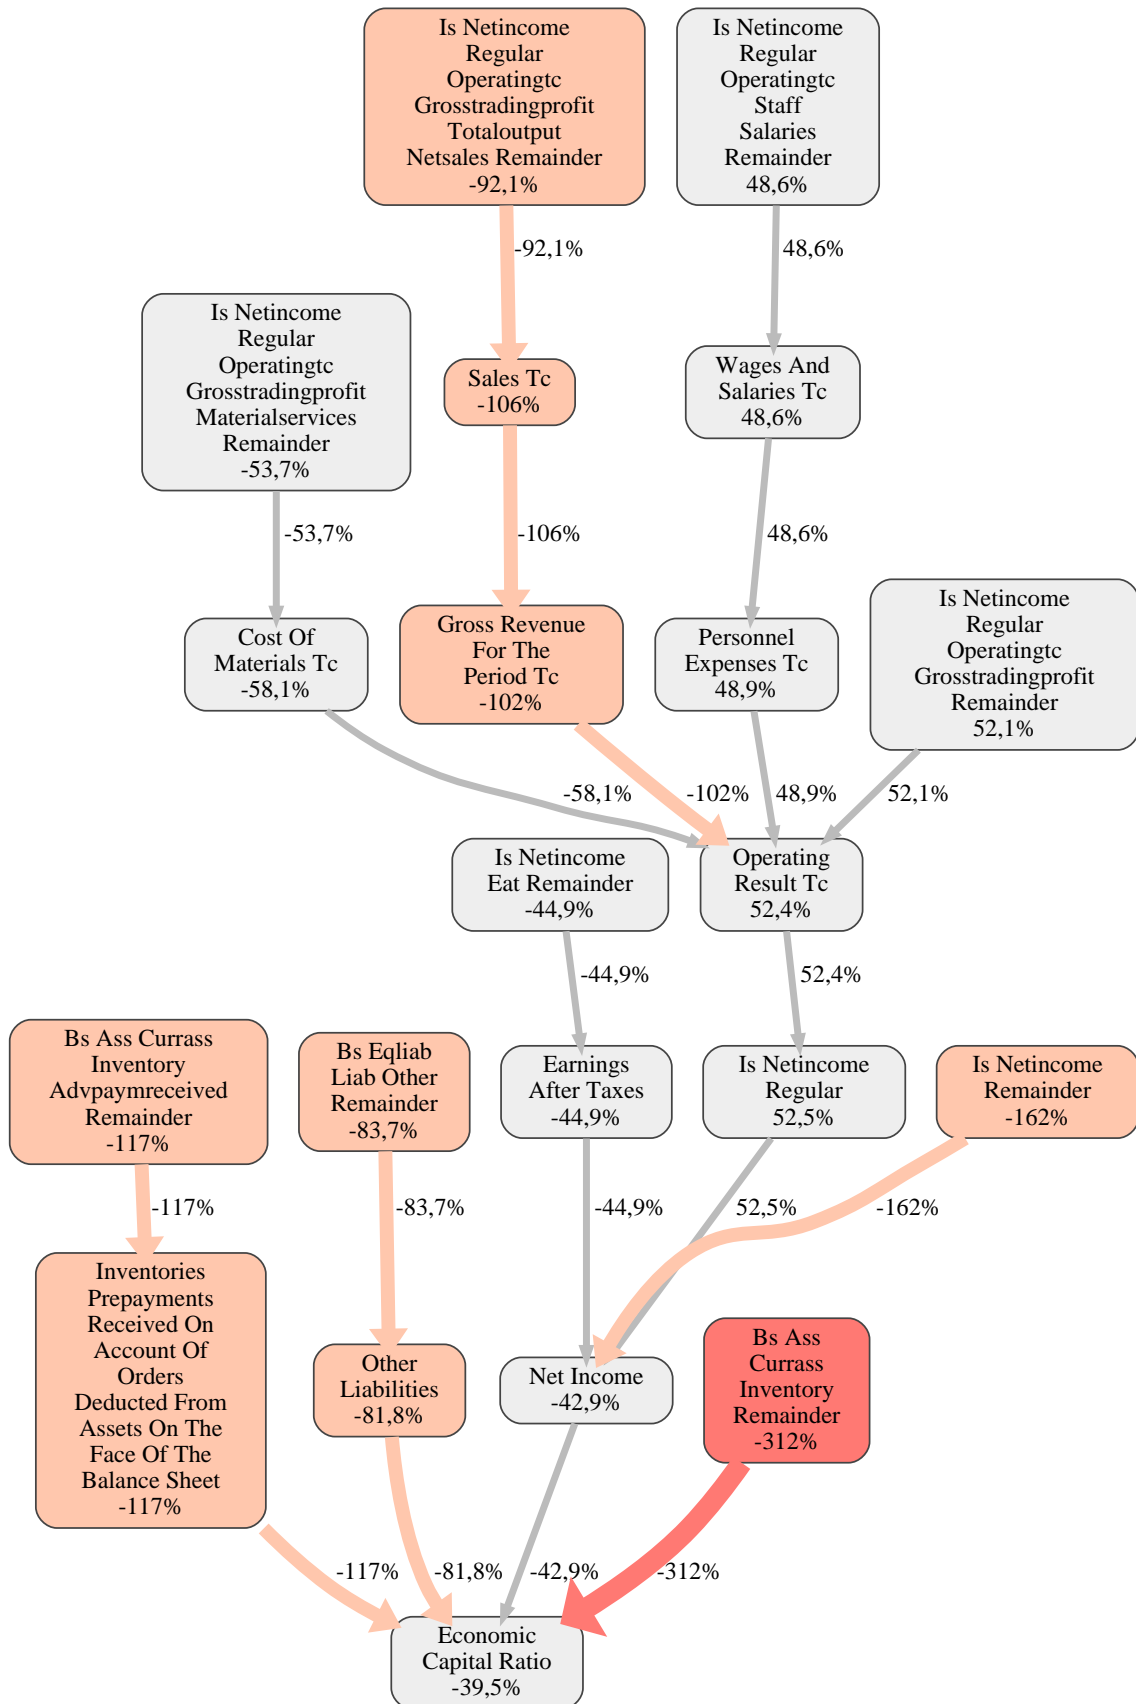 Is Netincome
Regular
Operatingtc
Grosstradingprofit
Totaloutput
Netsales Remainder
-92,1%
Is Netincome
Regular
Operatingtc
Staff
Salaries
Remainder
48,6%
-92,1%
48,6%
Is Netincome
Regular
Operatingtc
Grosstradingprofit
Materialservices
Remainder
-53,7%
Sales Tc
-106%
Wages And
Salaries Tc
48,6%
-53,7%
-106%
48,6%
Cost Of
Materials Tc
-58,1%
Gross Revenue
For The
Period Tc
-102%
Personnel
Expenses Tc
48,9%
Is Netincome
Regular
Operatingtc
Grosstradingprofit
Remainder
52,1%
-58,1%
-102%
48,9%
52,1%
Is Netincome
Eat Remainder
-44,9%
Operating
Result Tc
52,4%
-44,9%
52,4%
Bs Ass Currass
Inventory
Advpaymreceived
Remainder
-117%
Bs Eqliab
Liab Other
Remainder
-83,7%
Earnings
After Taxes
-44,9%
Is Netincome
Regular
52,5%
Is Netincome
Remainder
-162%
-117%
-83,7%
-44,9%
52,5%
-162%
Inventories
Prepayments
Received On
Account Of
Orders
Deducted From
Assets On The
Face Of The
Balance Sheet
-117%
Other
Liabilities
-81,8%
Net Income
-42,9%
Bs Ass
Currass
Inventory
Remainder
-312%
-117%
-81,8%
-42,9%
-312%
Economic
Capital Ratio
-39,5%